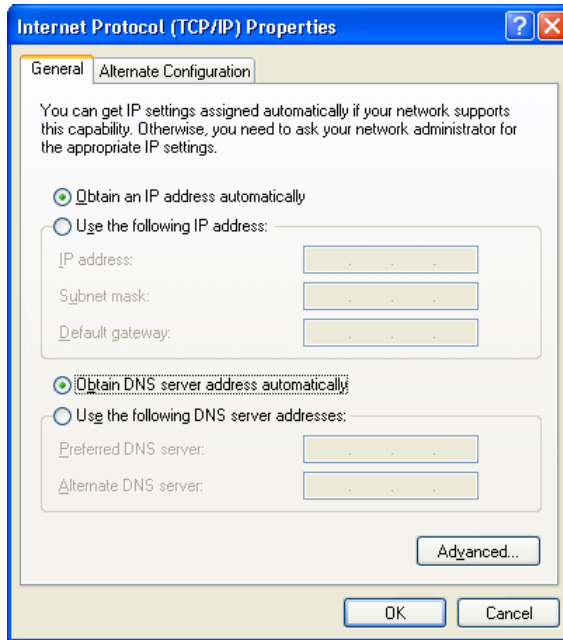 Internet Protocol (TCP/IP) Properties
General
Alternate Configuration
You can get IP settings assigned automatically if your network supports
this capability. Otherwise, you need to ask your network administrator for
the appropriate IP settings.
Obtain an IP address automatically
Use the following IP address:
IP address:
Subnet mask:
Default gateway:
Obtain DNS server address automatically
Use the following DNS server addresses:
Preferred DNS server:
Alternate DNS server:
Advanced...
OK
Cancel